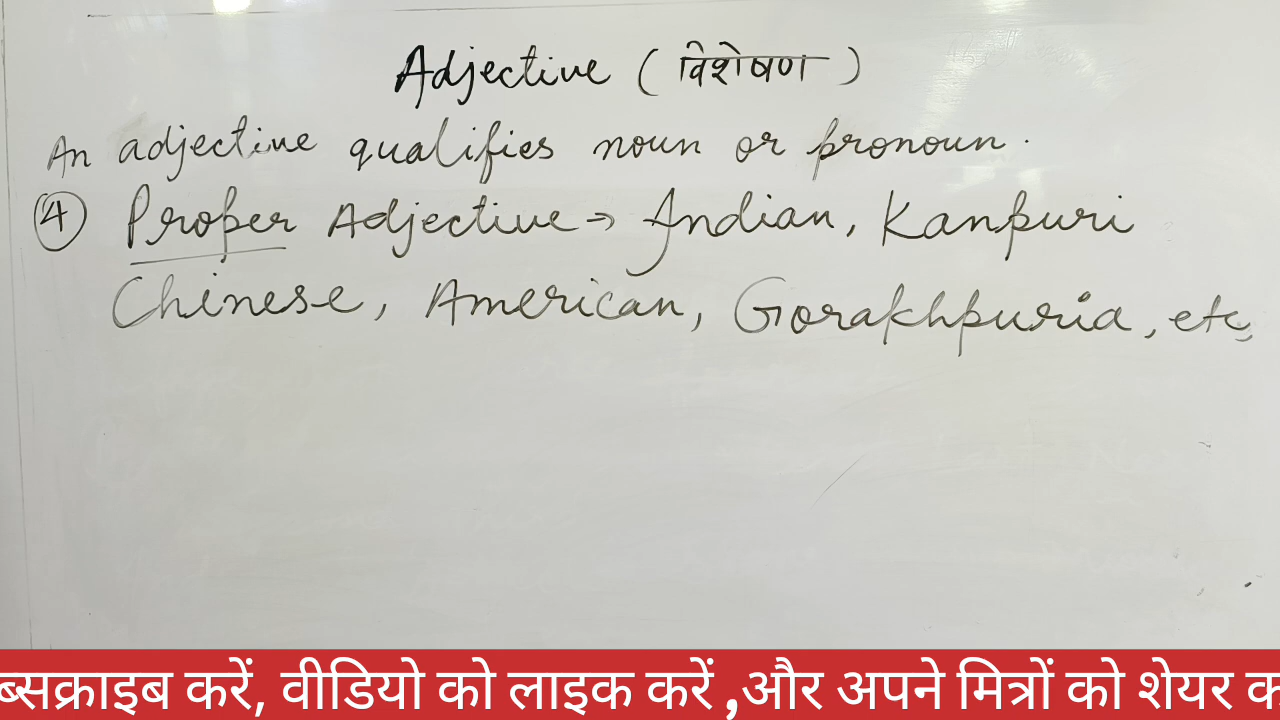 Adjective (विशेषण)
An adjective qualifies noun or pronoun.
4 Proper Adjective → Indian, Kanpuri
Chinese, American, Gorakhpuria, etc,
ब्सक्राइब करें, वीडियो को लाइक करें ,और अपने मित्रों को शेयर क